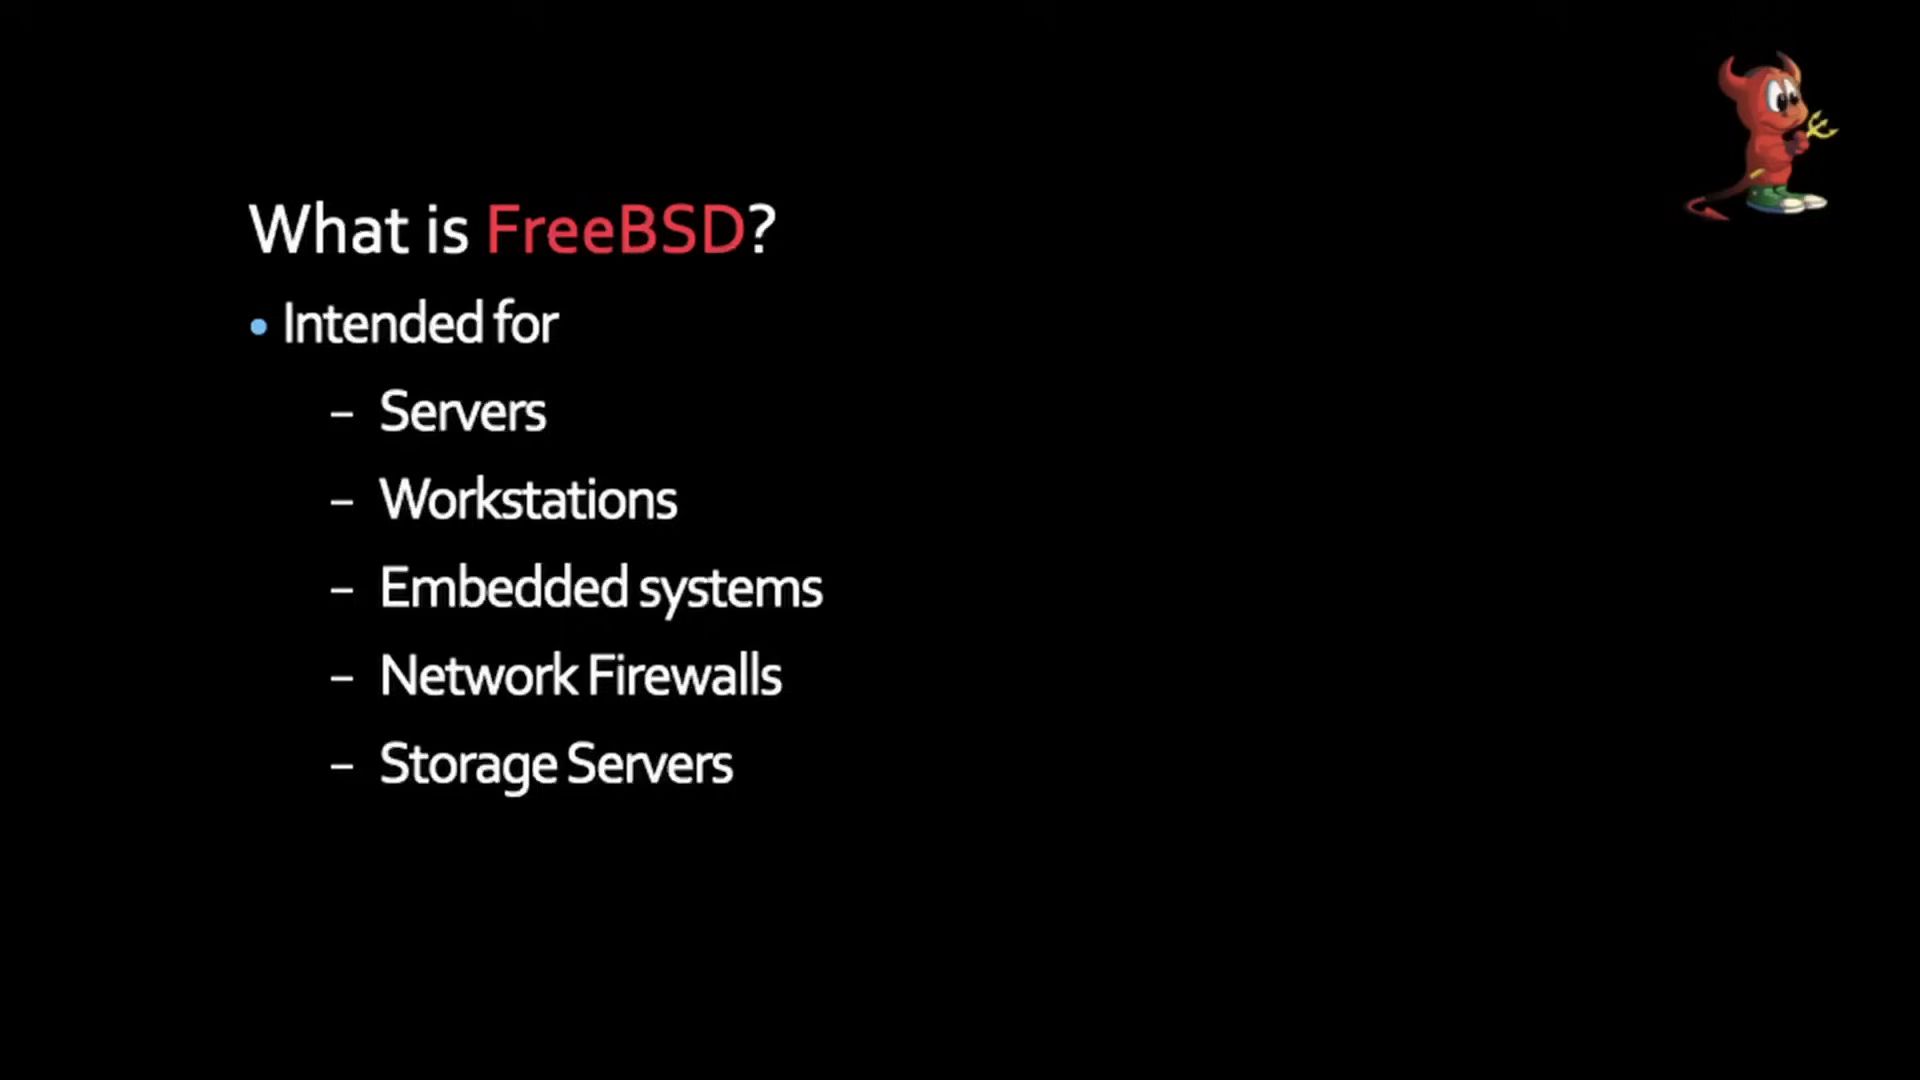 What is FreeBSD?
• Intended for
– Servers
– Workstations
– Embedded systems
– Network Firewalls
– Storage Servers